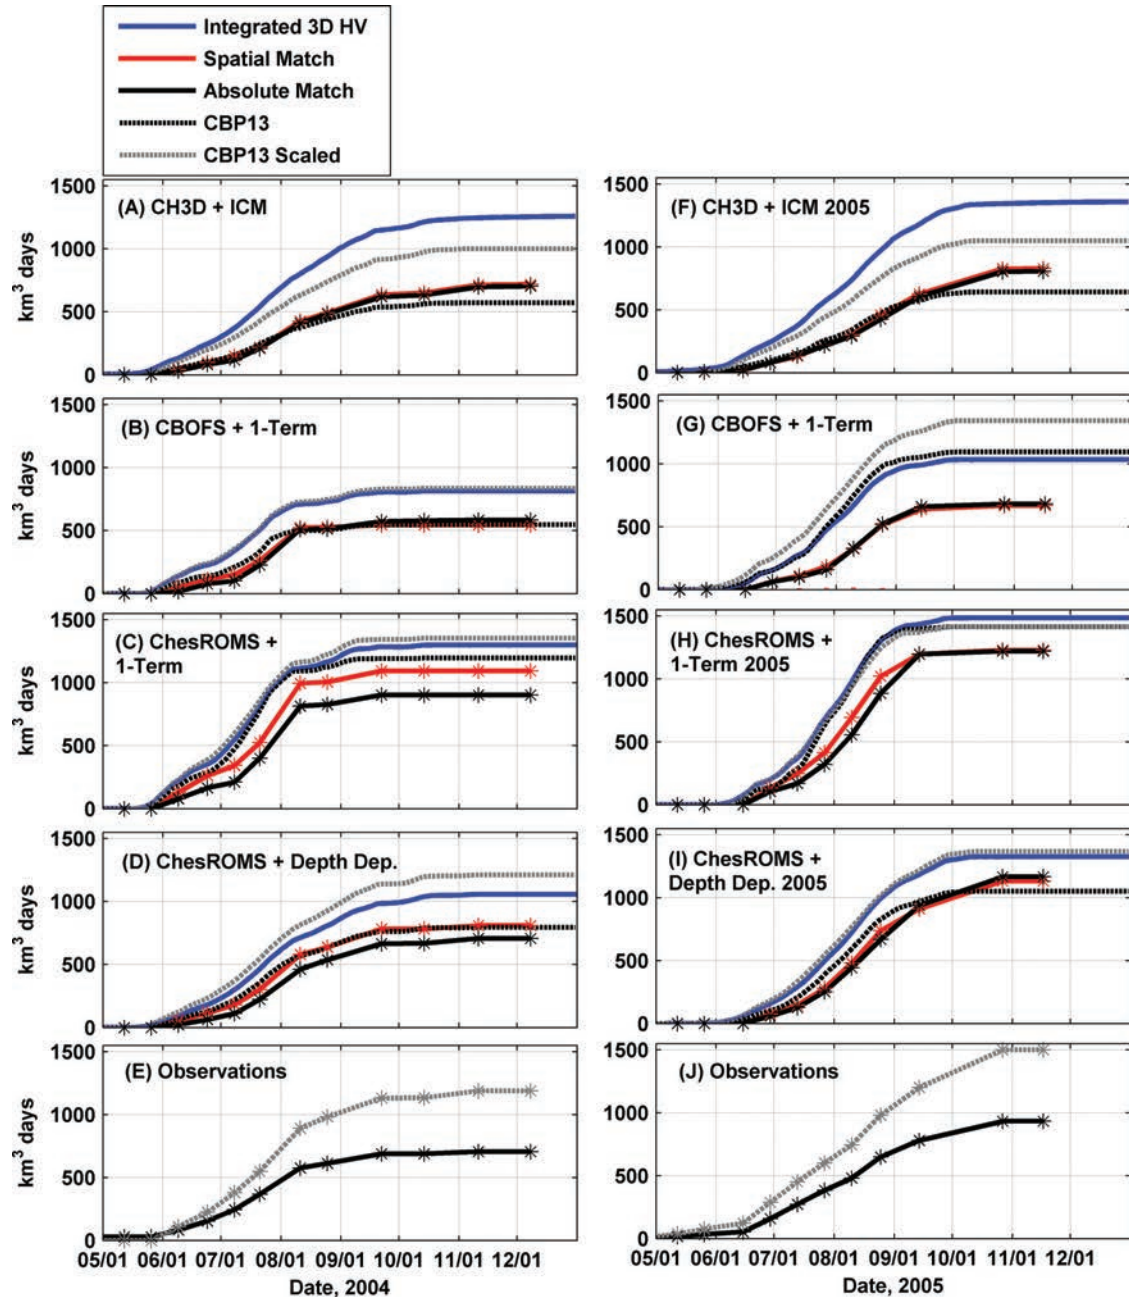 Integrated 3D HV
Spatial Match
Absolute Match
CBP13
CBP13 Scaled
1500
1000
500
0
km³ days
(A) CH3D + ICM
1500
1000
500
0
(F) CH3D + ICM 2005
1500
1000
500
0
km³ days
(B) CBOFS + 1-Term
1500
1000
500
0
(G) CBOFS + 1-Term
1500
1000
500
0
km³ days
(C) ChesROMS +
1-Term
1500
1000
500
0
(H) ChesROMS +
1-Term 2005
1500
1000
500
0
km³ days
(D) ChesROMS + Depth Dep.
1500
1000
500
0
(I) ChesROMS +
Depth Dep. 2005
1500
1000
500
0
km³ days
(E) Observations
05/01 06/01 07/01 08/01 09/01 10/01 11/01 12/01
Date, 2004
1500
1000
500
0
(J) Observations
05/01 06/01 07/01 08/01 09/01 10/01 11/01 12/01
Date, 2005